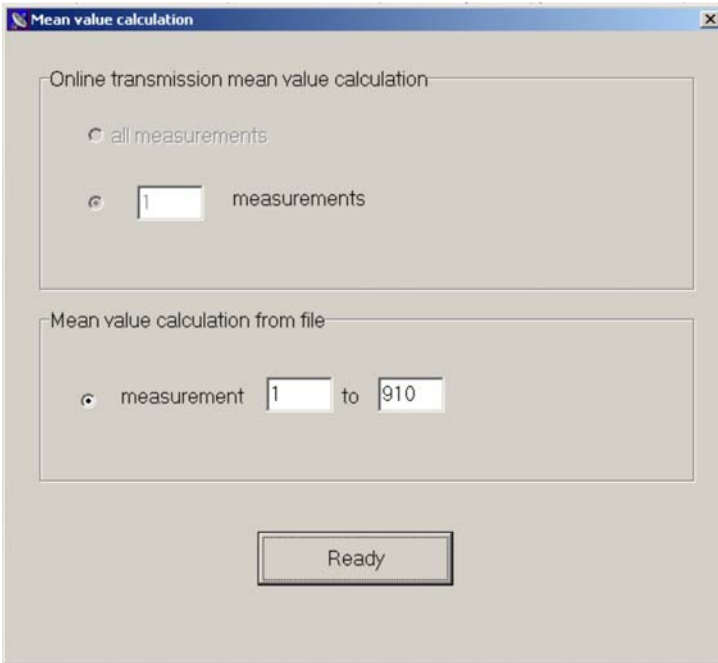 Mean value calculation
Online transmission mean value calculation
all measurements
1 measurements
Mean value calculation from file
measurement 1 to 910
Ready